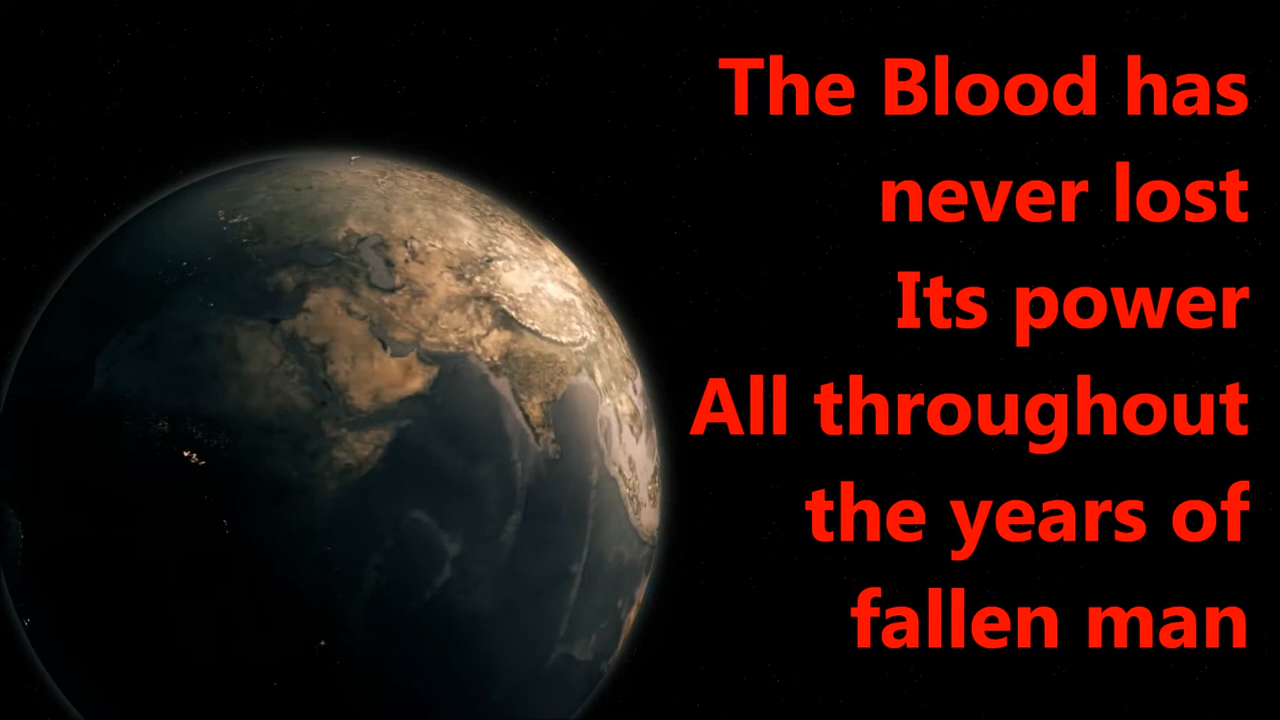 The Blood has
never lost
Its power
All throughout
the years of
fallen man